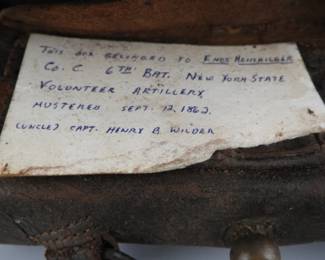 THIS BOX BELONGED TO ENOS
CO. C 6TH BAT. NEW YORK STATE
VOLUNTEER ARTILLERY
MUSTERED SEPT. 12, 1862
(UNCLE) CAPT. HENRY B. WILDER